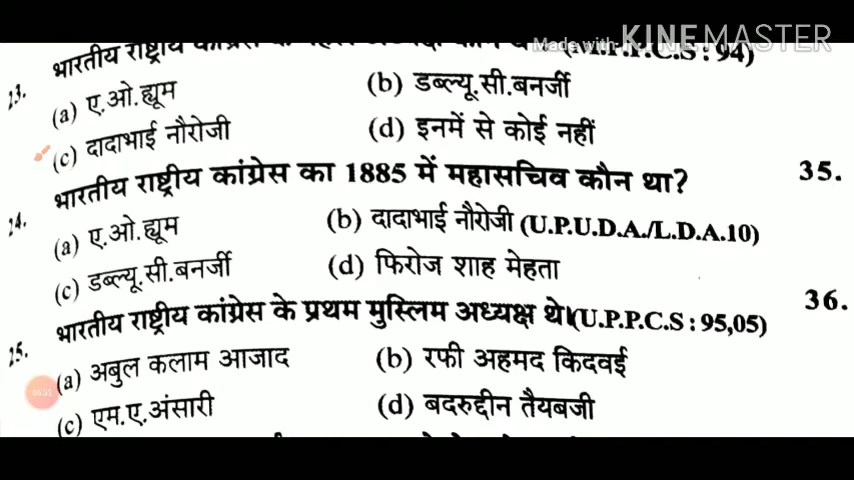 Made with KINEMASTER
भारतीय राष्ट्रीय (M.P.P.C.S : 94)
23.
(a) ए.ओ.ह्यूम (b) डब्ल्यू.सी.बनर्जी
(c) दादाभाई नौरोजी (d) इनमें से कोई नहीं
24. भारतीय राष्ट्रीय कांग्रेस का 1885 में महासचिव कौन था?
(a) ए.ओ.ह्यूम (b) दादाभाई नौरोजी (U.P.U.D.A./L.D.A.10)
(c) डब्ल्यू.सी.बनर्जी (d) फिरोज शाह मेहता
25. भारतीय राष्ट्रीय कांग्रेस के प्रथम मुस्लिम अध्यक्ष थे। (U.P.P.C.S : 95,05)
(a) अबुल कलाम आजाद (b) रफी अहमद किदवई
(c) एम.ए.अंसारी (d) बदरुद्दीन तैयबजी
35.
36.